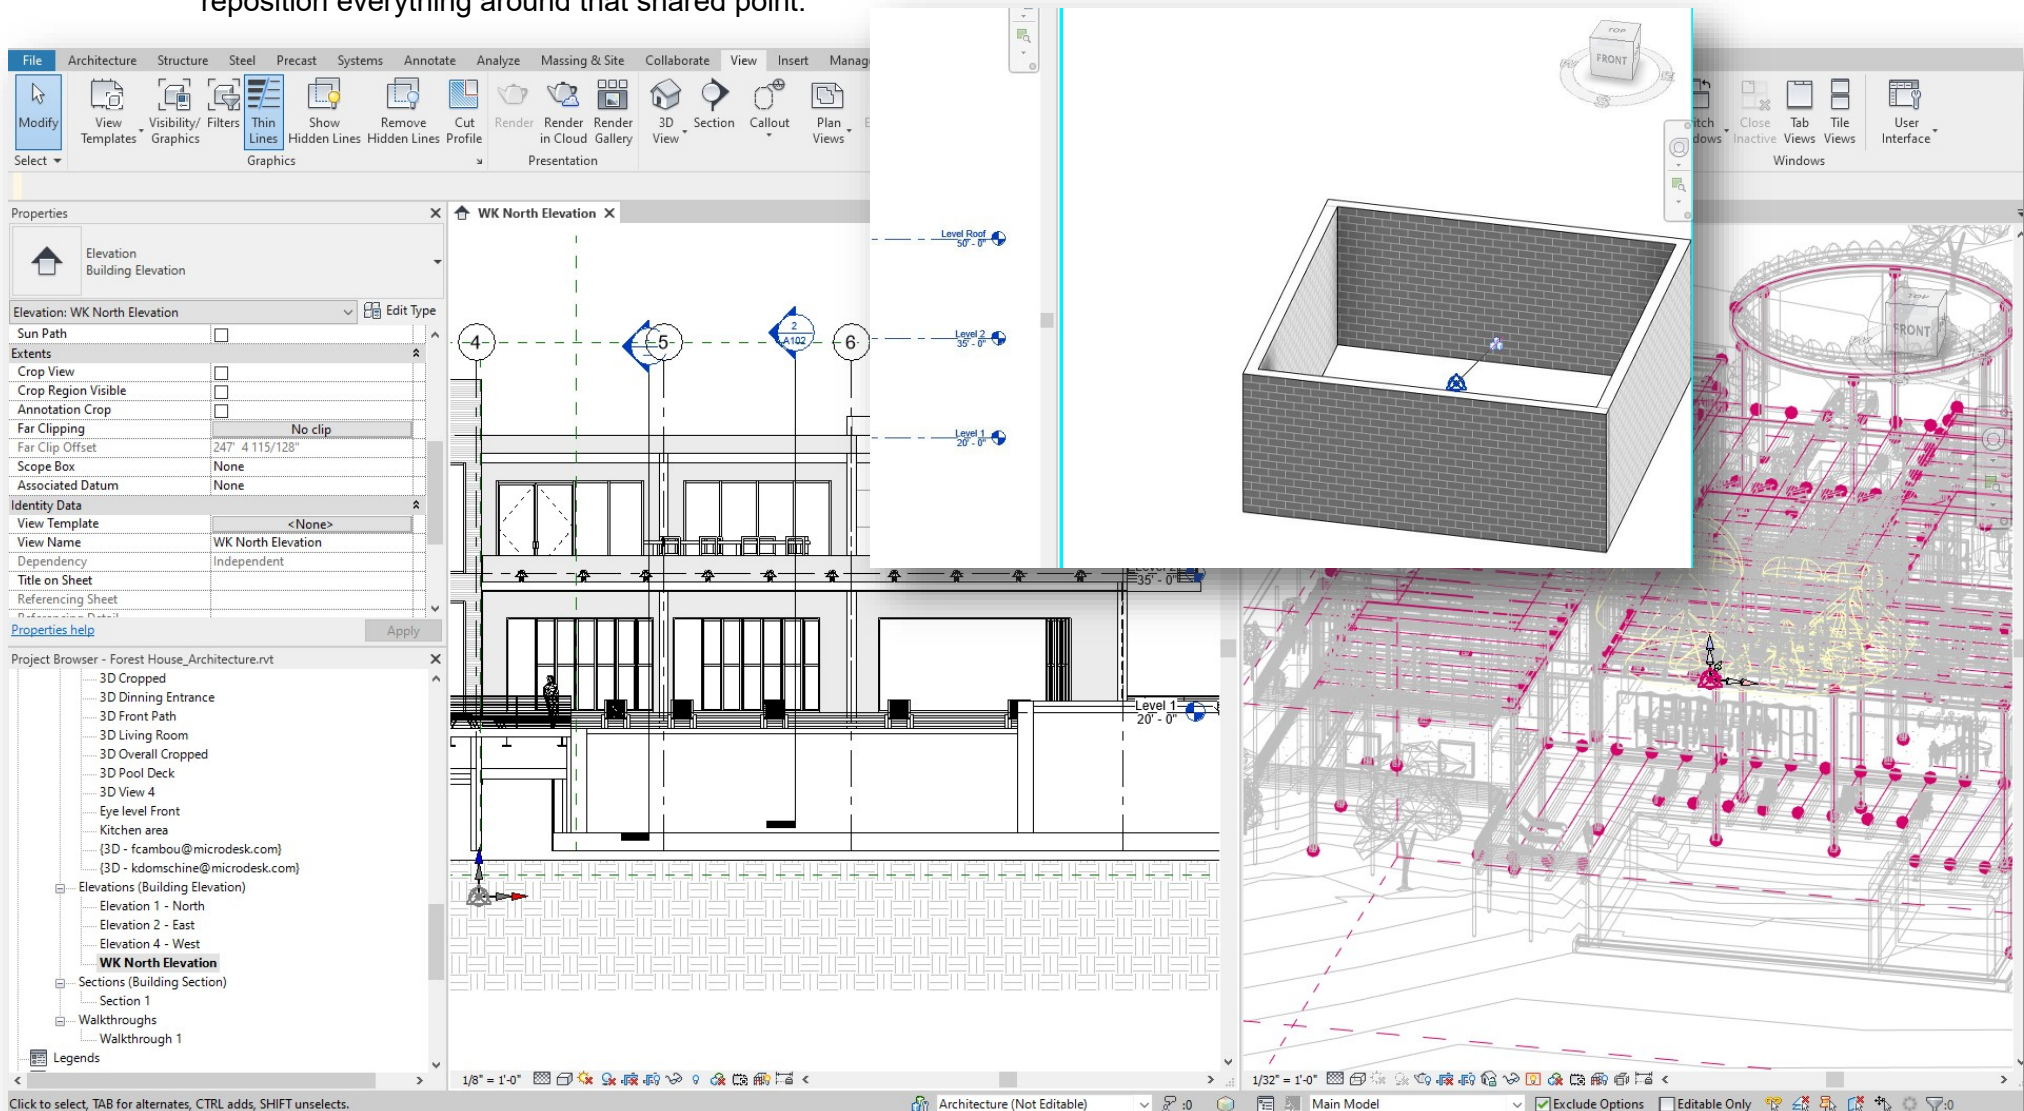 reposition everything around that shared point.
File Architecture Structure Steel Precast Systems Annotate Analyze Massing & Site Collaborate View Insert Manag
Modify
View Templates
Visibility/ Graphics
Filters
Thin Lines
Show Hidden Lines
Remove Hidden Lines
Cut Profile
Render
Render in Cloud
Render Gallery
3D View
Section
Callout
Plan Views
Close Inactive
Tab Views
Tile Views
User Interface
Select
Graphics
Presentation
Windows
Properties
WK North Elevation
Elevation
Building Elevation
Elevation: WK North Elevation
Edit Type
Sun Path
Extents
Crop View
Crop Region Visible
Annotation Crop
Far Clipping No clip
Far Clip Offset 247' 4 115/128"
Scope Box None
Associated Datum None
Identity Data
View Template <None>
View Name WK North Elevation
Dependency Independent
Title on Sheet
Referencing Sheet
Properties help Apply
Project Browser - Forest House_Architecture.rvt
3D Cropped
3D Dinning Entrance
3D Front Path
3D Living Room
3D Overall Cropped
3D Pool Deck
3D View 4
Eye level Front
Kitchen area
{3D - fcambou@microdesk.com}
{3D - kdomschine@microdesk.com}
Elevations (Building Elevation)
Elevation 1 - North
Elevation 2 - East
Elevation 4 - West
WK North Elevation
Sections (Building Section)
Section 1
Walkthroughs
Walkthrough 1
Legends
4
5
2
A102
6
35' - 0"
Level 1
20' - 0"
Level Roof
50' - 0"
Level 2
35' - 0"
Level 1
20' - 0"
TOP
FRONT
TOP
FRONT
1/8" = 1'-0"
1/32" = 1'-0"
Click to select, TAB for alternates, CTRL adds, SHIFT unselects.
Architecture (Not Editable)
:0
Main Model
Exclude Options
Editable Only
:0